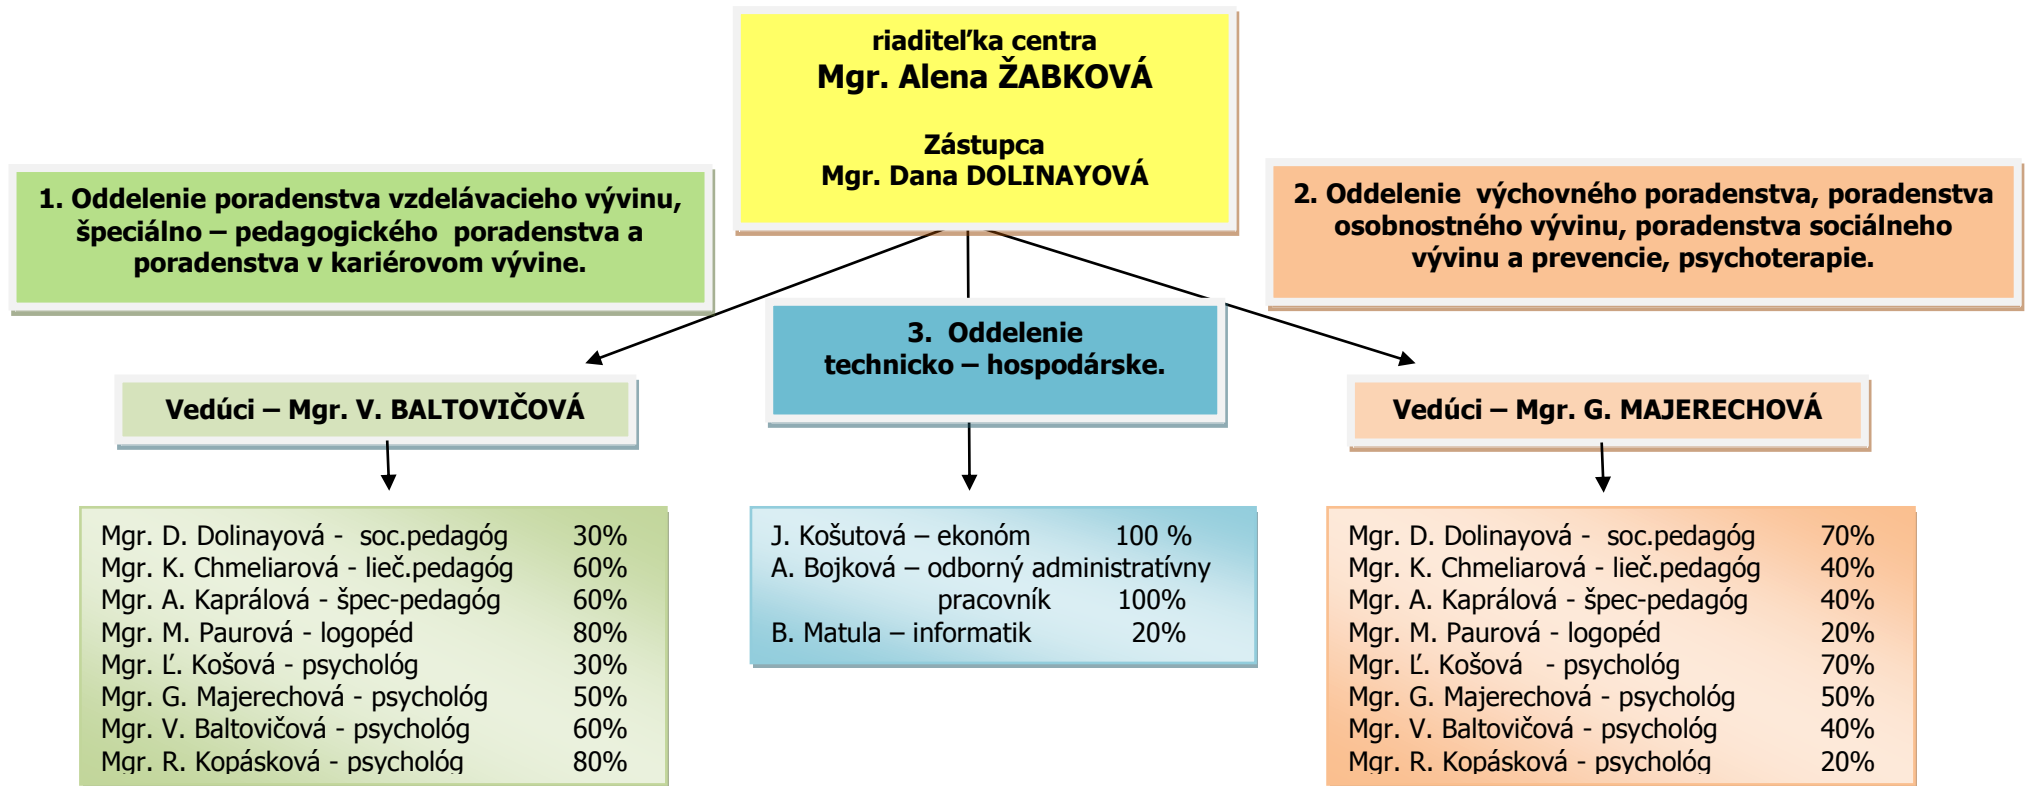 riaditeľka centra
Mgr. Alena ŽABKOVÁ
Zástupca
Mgr. Dana DOLINAYOVÁ
1. Oddelenie poradenstva vzdelávacieho vývinu,
špeciálno – pedagogického poradenstva a
poradenstva v kariérovom vývine.
2. Oddelenie výchovného poradenstva, poradenstva
osobnostného vývinu, poradenstva sociálneho
vývinu a prevencie, psychoterapie.
3. Oddelenie
technicko – hospodárske.
Vedúci – Mgr. V. BALTOVIČOVÁ
Vedúci – Mgr. G. MAJERECHOVÁ
Mgr. D. Dolinayová - soc.pedagóg 30%
Mgr. K. Chmeliarová - lieč.pedagóg 60%
Mgr. A. Kaprálová - špec-pedagóg 60%
Mgr. M. Paurová - logopéd 80%
Mgr. Ľ. Košová - psychológ 30%
Mgr. G. Majerechová - psychológ 50%
Mgr. V. Baltovičová - psychológ 60%
Mgr. R. Kopásková - psychológ 80%
J. Košutová – ekonóm 100 %
A. Bojková – odborný administratívny
pracovník 100%
B. Matula – informatik 20%
Mgr. D. Dolinayová - soc.pedagóg 70%
Mgr. K. Chmeliarová - lieč.pedagóg 40%
Mgr. A. Kaprálová - špec-pedagóg 40%
Mgr. M. Paurová - logopéd 20%
Mgr. Ľ. Košová - psychológ 70%
Mgr. G. Majerechová - psychológ 50%
Mgr. V. Baltovičová - psychológ 40%
Mgr. R. Kopásková - psychológ 20%